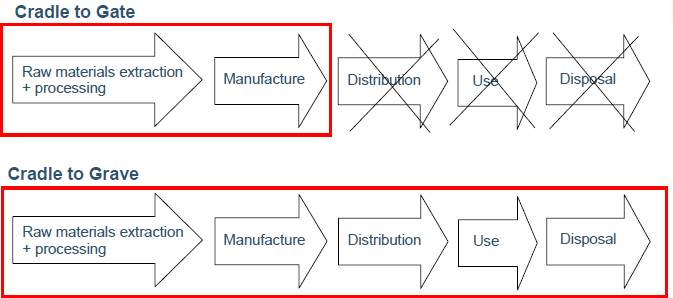 Cradle to Gate
Raw materials extraction
+ processing
Manufacture
Distribution
Use
Disposal
Cradle to Grave
Raw materials extraction
+ processing
Manufacture
Distribution
Use
Disposal